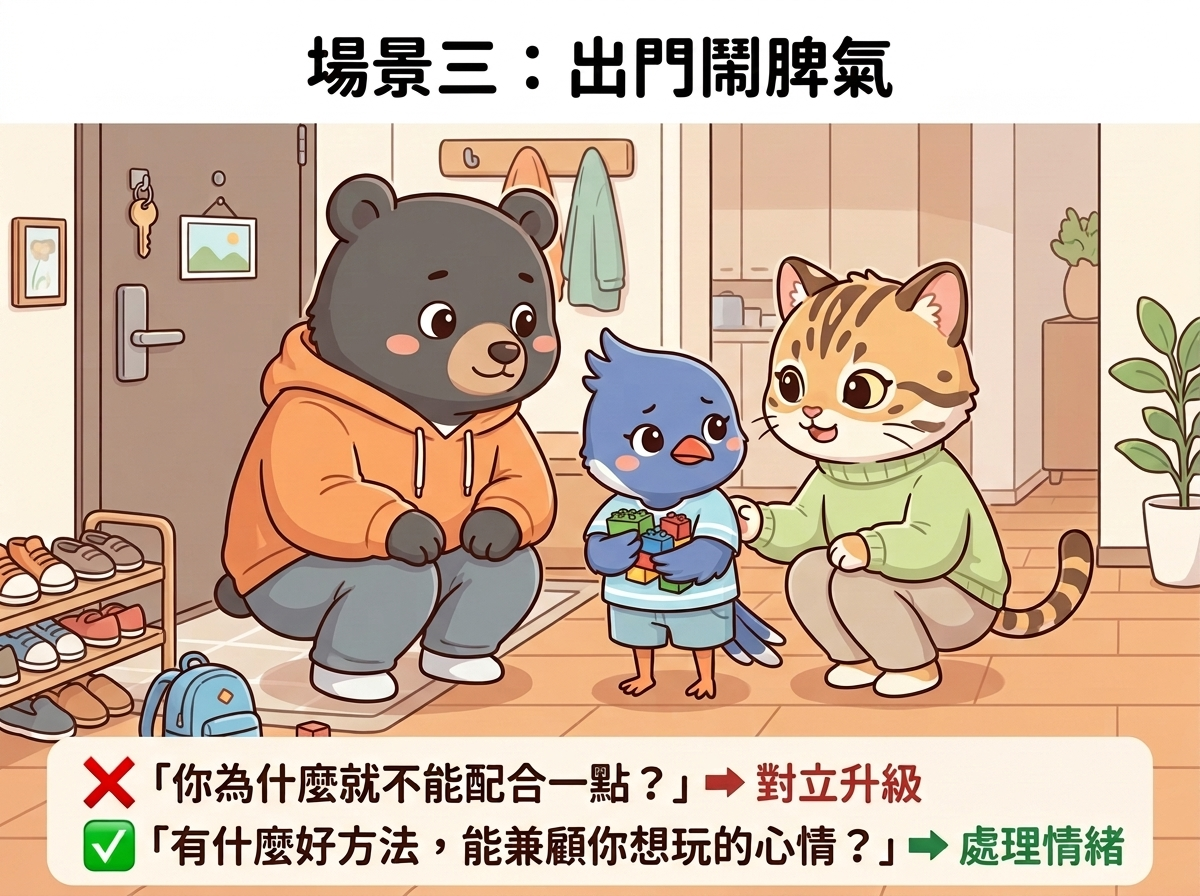 場景三：出門鬧脾氣
❌「你為什麼就不能配合一點？」➡ 對立升級
✅「有什麼好方法，能兼顧你想玩的心情？」➡ 處理情緒